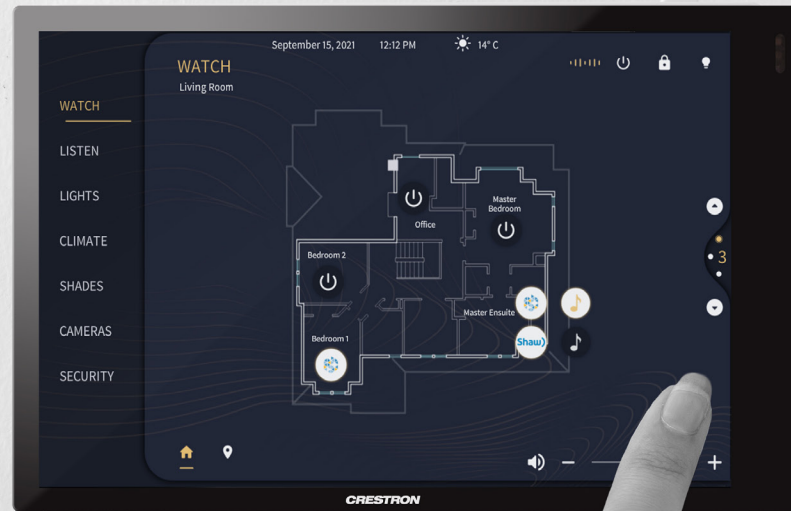 September 15, 2021 12:12 PM 14° C
WATCH
Living Room
WATCH
LISTEN
LIGHTS
CLIMATE
SHADES
CAMERAS
SECURITY
Master
Bedroom
Office
Bedroom 2
Master Ensuite
Bedroom 1
Shaw)
3
CRESTRON